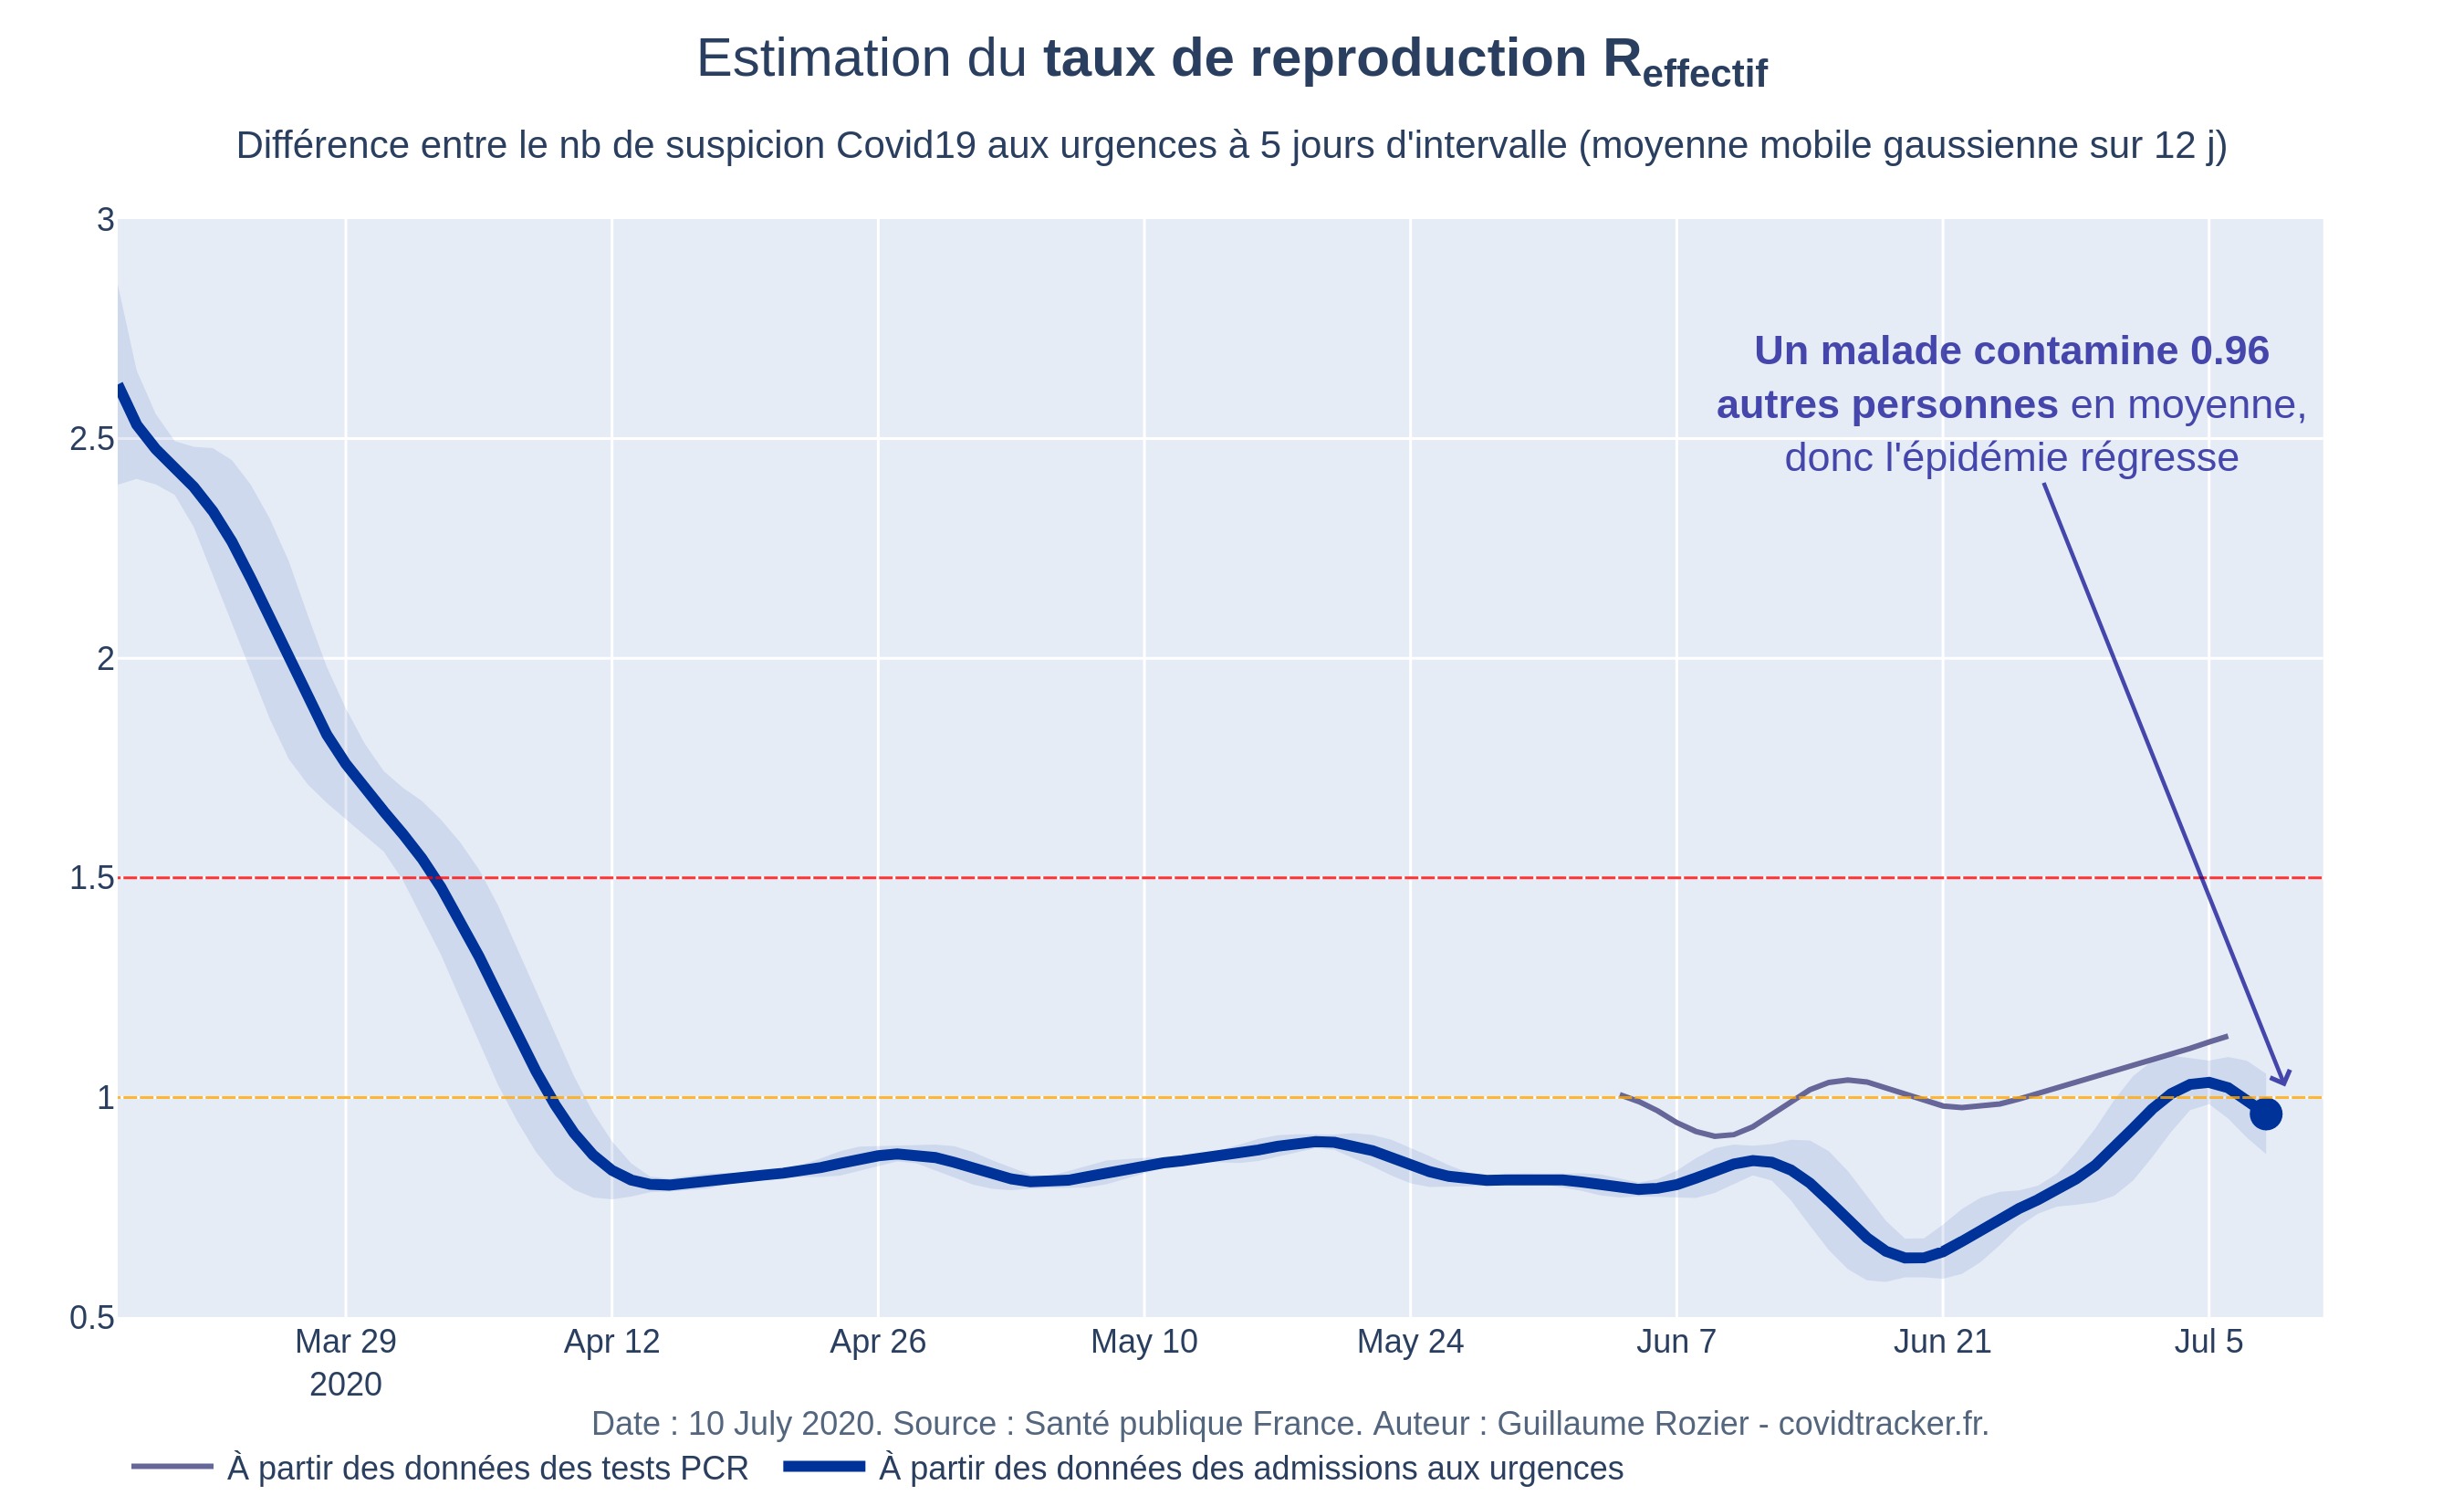 Estimation du taux de reproduction Reffectif
Différence entre le nb de suspicion Covid19 aux urgences à 5 jours d'intervalle (moyenne mobile gaussienne sur 12 j)
3
2.5
2
1.5
1
0.5
Un malade contamine 0.96
autres personnes en moyenne,
donc l'épidémie régresse
Mar 29 Apr 12 Apr 26 May 10 May 24 Jun 7 Jun 21 Jul 5
2020
Date : 10 July 2020. Source : Santé publique France. Auteur : Guillaume Rozier - covidtracker.fr.
À partir des données des tests PCR À partir des données des admissions aux urgences